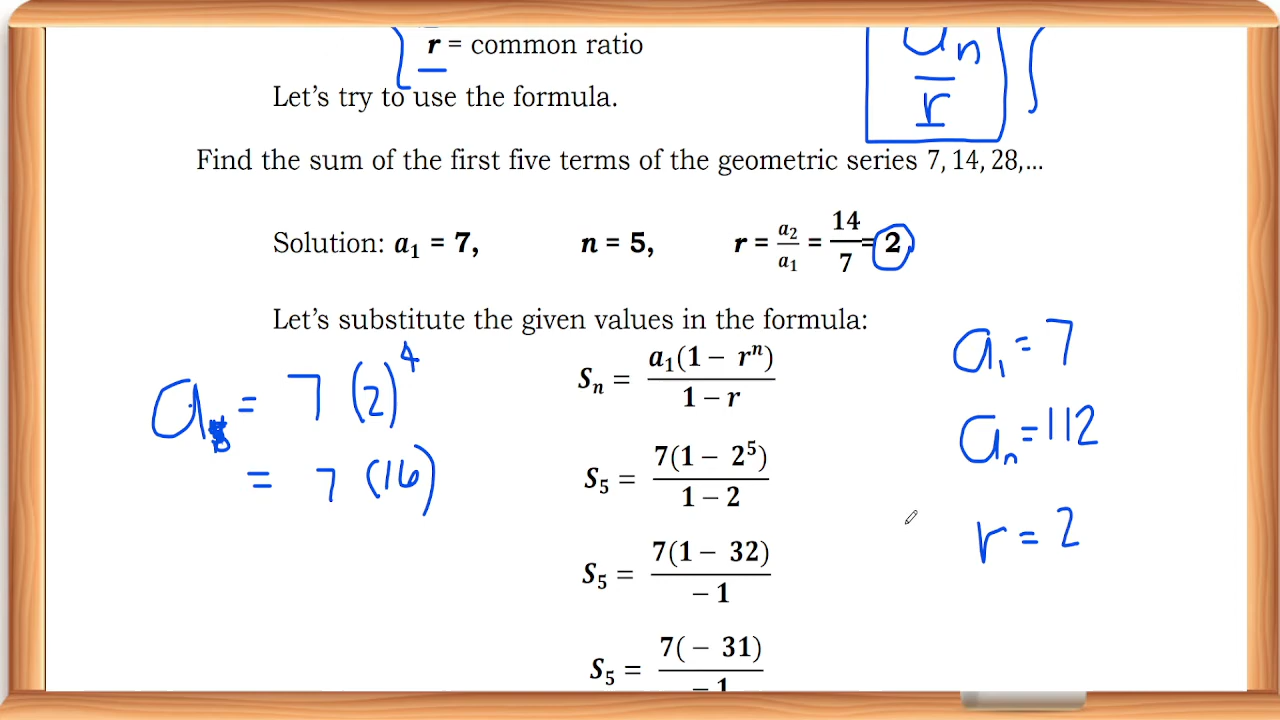 r = common ratio
aₙ
r
Let's try to use the formula.
Find the sum of the first five terms of the geometric series 7, 14, 28,...
Solution: a₁ = 7, n = 5, r = a₂/a₁ = 14/7 = 2
Let's substitute the given values in the formula:
Sₙ = a₁(1 − rⁿ)/1 − r
S₅ = 7(1 − 2⁵)/1 − 2
S₅ = 7(1 − 32)/− 1
S₅ = 7(− 31)/− 1
a₅ = 7 (2)⁴
= 7 (16)
a₁ = 7
aₙ = 112
r = 2